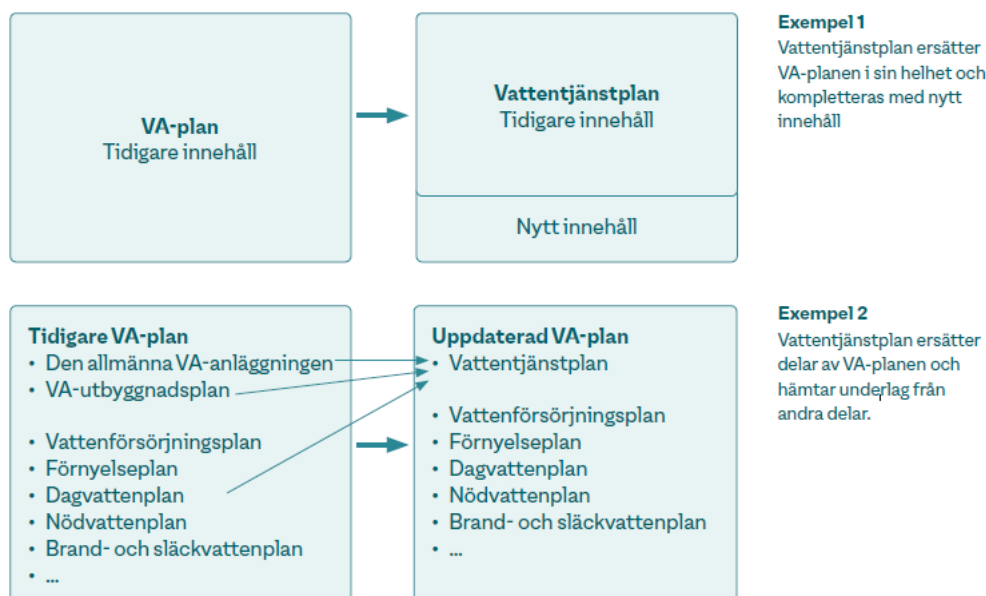 VA-plan
Tidigare innehåll
Vattentjänstplan
Tidigare innehåll
Nytt innehåll
Exempel 1
Vattentjänstplan ersätter
VA-planen i sin helhet och
kompletteras med nytt
innehåll
Tidigare VA-plan
• Den allmänna VA-anläggningen
• VA-utbyggnadsplan
• Vattenförsörjningsplan
• Förnyelseplan
• Dagvattenplan
• Nödvattenplan
• Brand- och släckvattenplan
• ...
Uppdaterad VA-plan
• Vattentjänstplan
• Vattenförsörjningsplan
• Förnyelseplan
• Dagvattenplan
• Nödvattenplan
• Brand- och släckvattenplan
• ...
Exempel 2
Vattentjänstplan ersätter
delar av VA-planen och
hämtar underlag från
andra delar.